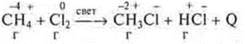 -4 + 0 свет -2+ - + -
CH₄ + Cl₂ ⟶ CH₃Cl + HCl + Q
г г г г